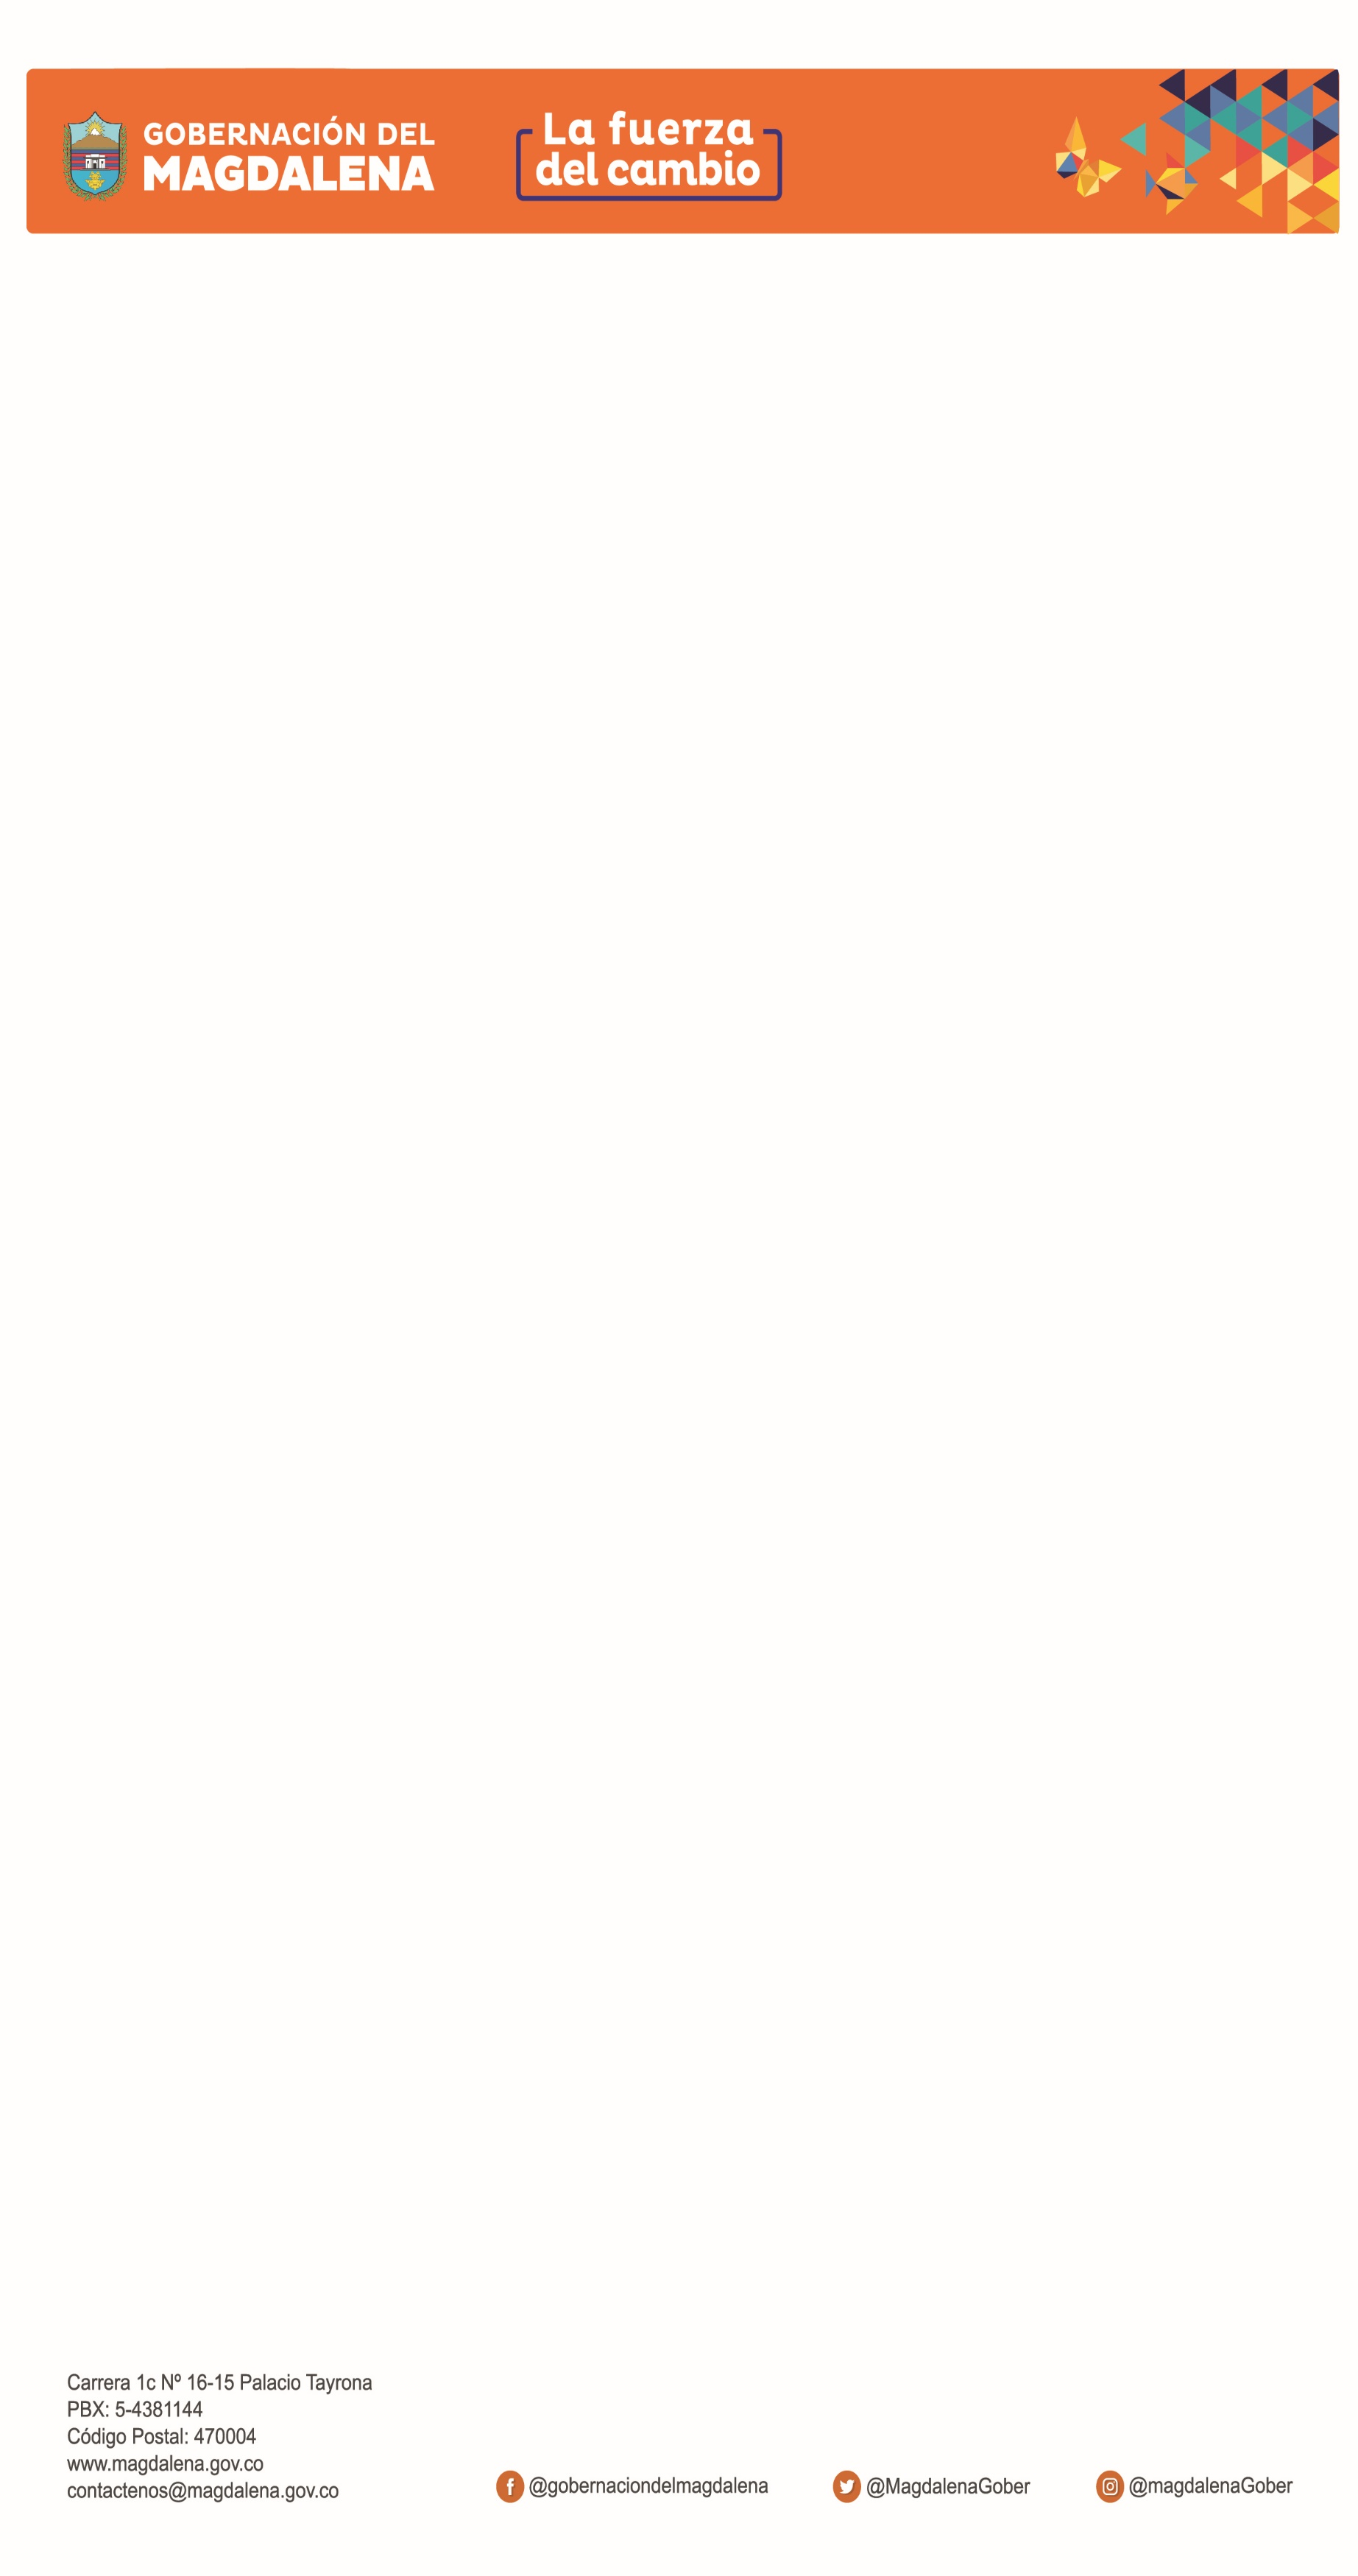 GOBERNACIÓN DEL
MAGDALENA
La fuerza
del cambio
Carrera 1c Nº 16-15 Palacio Tayrona
PBX: 5-4381144
Código Postal: 470004
www.magdalena.gov.co
contactenos@magdalena.gov.co
@gobernaciondelmagdalena
@MagdalenaGober
@magdalenaGober